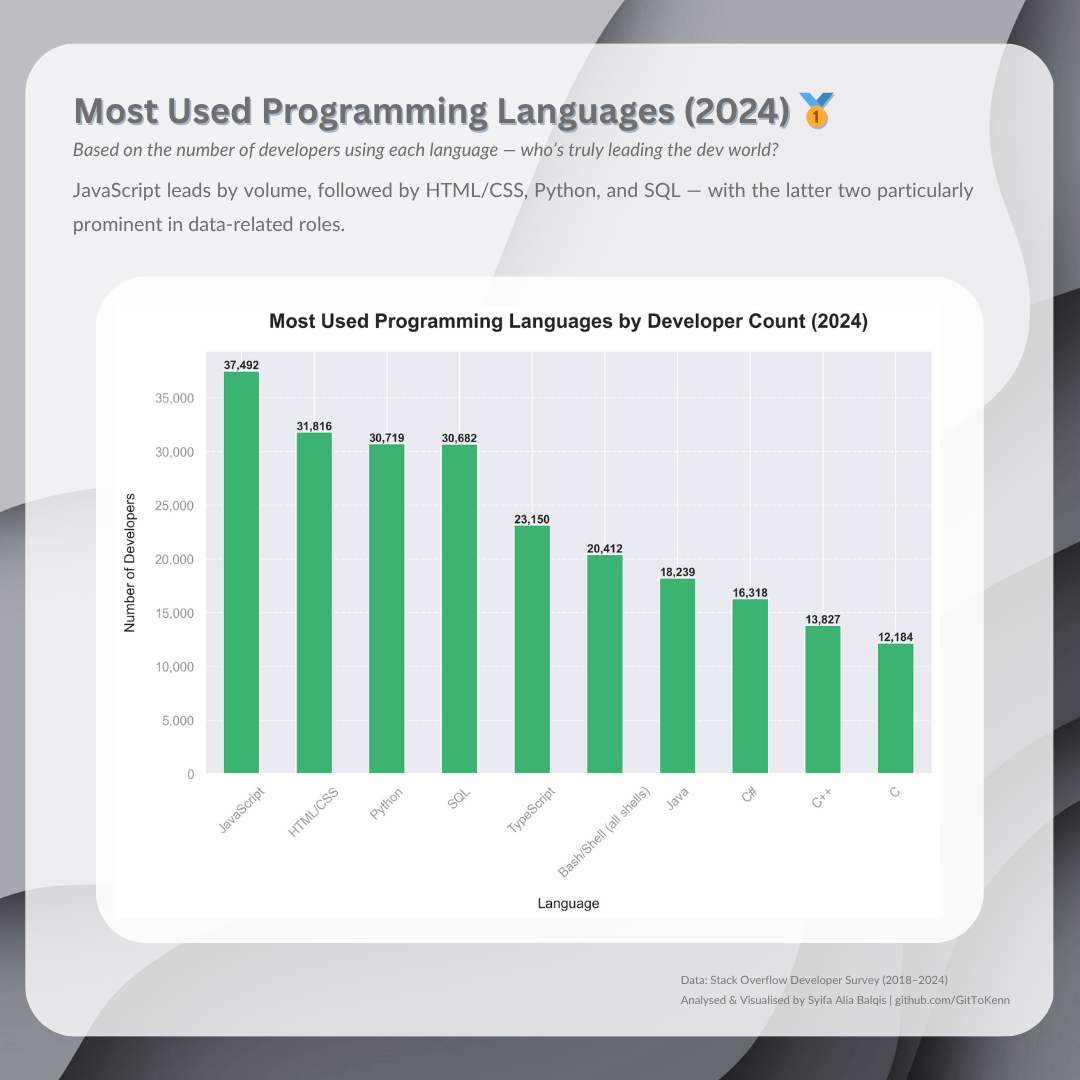 Most Used Programming Languages (2024) 🥇
Based on the number of developers using each language — who's truly leading the dev world?
JavaScript leads by volume, followed by HTML/CSS, Python, and SQL — with the latter two particularly
prominent in data-related roles.
Most Used Programming Languages by Developer Count (2024)
37,492
31,816
30,719
30,682
23,150
20,412
18,239
16,318
13,827
12,184
35,000
30,000
25,000
20,000
15,000
10,000
5,000
0
Number of Developers
JavaScript
HTML/CSS
Python
SQL
TypeScript
Bash/Shell (all shells)
Java
C#
C++
C
Language
Data: Stack Overflow Developer Survey (2018–2024)
Analysed & Visualised by Syifa Alia Balqis | github.com/GitToKenn